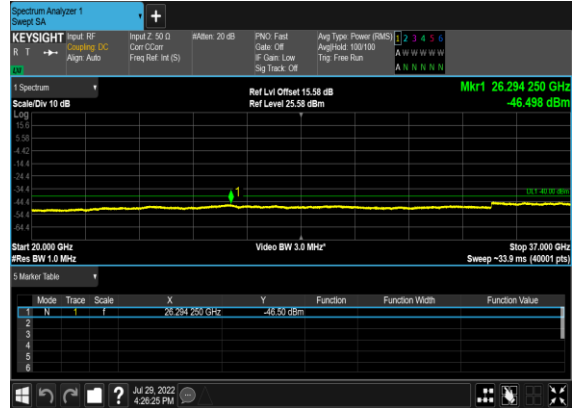 Spectrum Analyzer 1
Swept SA
KEYSIGHT
R T
Input: RF
Coupling: DC
Align: Auto
Input Z: 50 Ω
Corr CCorr
Freq Ref: Int (S)
#Atten: 20 dB
PNO: Fast
Gate: Off
IF Gain: Low
Sig Track: Off
Avg Type: Power (RMS)
Avg|Hold: 100/100
Trig: Free Run
1 2 3 4 5 6
A W W W W W
A N N N N N
1 Spectrum
Scale/Div 10 dB
Ref Lvl Offset 15.58 dB
Ref Level 25.58 dBm
Mkr1 26.294 250 GHz
-46.498 dBm
Log
15.6
5.58
-4.42
-14.4
-24.4
-34.4
-44.4
-54.4
-64.4
1
DL1 -40.00 dBm
Start 20.000 GHz
#Res BW 1.0 MHz
Video BW 3.0 MHz*
Stop 37.000 GHz
Sweep ~33.9 ms (40001 pts)
5 Marker Table
Mode Trace Scale X Y Function Function Width Function Value
1 N 1 f 26.294 250 GHz -46.50 dBm
2
3
4
5
6
?
Jul 29, 2022
4:26:25 PM